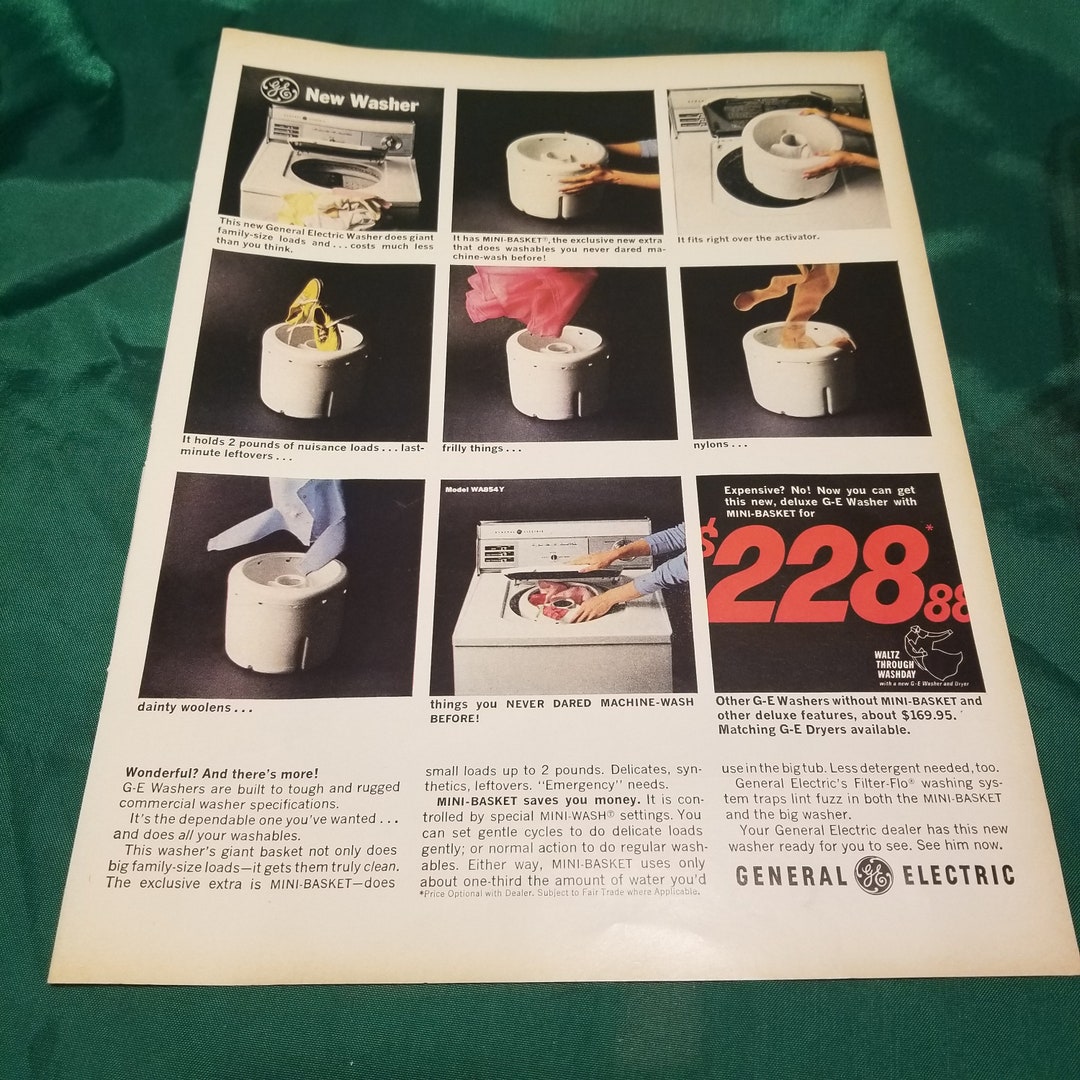 GE New Washer
This new General Electric Washer does giant
family-size loads and ... costs much less
than you think.
It has MINI-BASKET®, the exclusive new extra
that does washables you never dared ma-
chine-wash before!
It fits right over the activator.
It holds 2 pounds of nuisance loads ... last-
minute leftovers ...
frilly things ...
nylons ...
dainty woolens ...
Model WA854Y
GENERAL ELECTRIC
things you NEVER DARED MACHINE-WASH
BEFORE!
Expensive? No! Now you can get
this new, deluxe G-E Washer with
MINI-BASKET for
$228.88*
WALTZ
THROUGH
WASHDAY
with a new G-E Washer and Dryer
Other G-E Washers without MINI-BASKET and
other deluxe features, about $169.95.
Matching G-E Dryers available.
Wonderful? And there's more!
G-E Washers are built to tough and rugged
commercial washer specifications.
It's the dependable one you've wanted ...
and does all your washables.
This washer's giant basket not only does
big family-size loads—it gets them truly clean.
The exclusive extra is MINI-BASKET—does
small loads up to 2 pounds. Delicates, syn-
thetics, leftovers. "Emergency" needs.
MINI-BASKET saves you money. It is con-
trolled by special MINI-WASH® settings. You
can set gentle cycles to do delicate loads
gently; or normal action to do regular wash-
ables. Either way, MINI-BASKET uses only
about one-third the amount of water you'd
*Price Optional with Dealer. Subject to Fair Trade where Applicable.
use in the big tub. Less detergent needed, too.
General Electric's Filter-Flo® washing sys-
tem traps lint fuzz in both the MINI-BASKET
and the big washer.
Your General Electric dealer has this new
washer ready for you to see. See him now.
GENERAL GE ELECTRIC